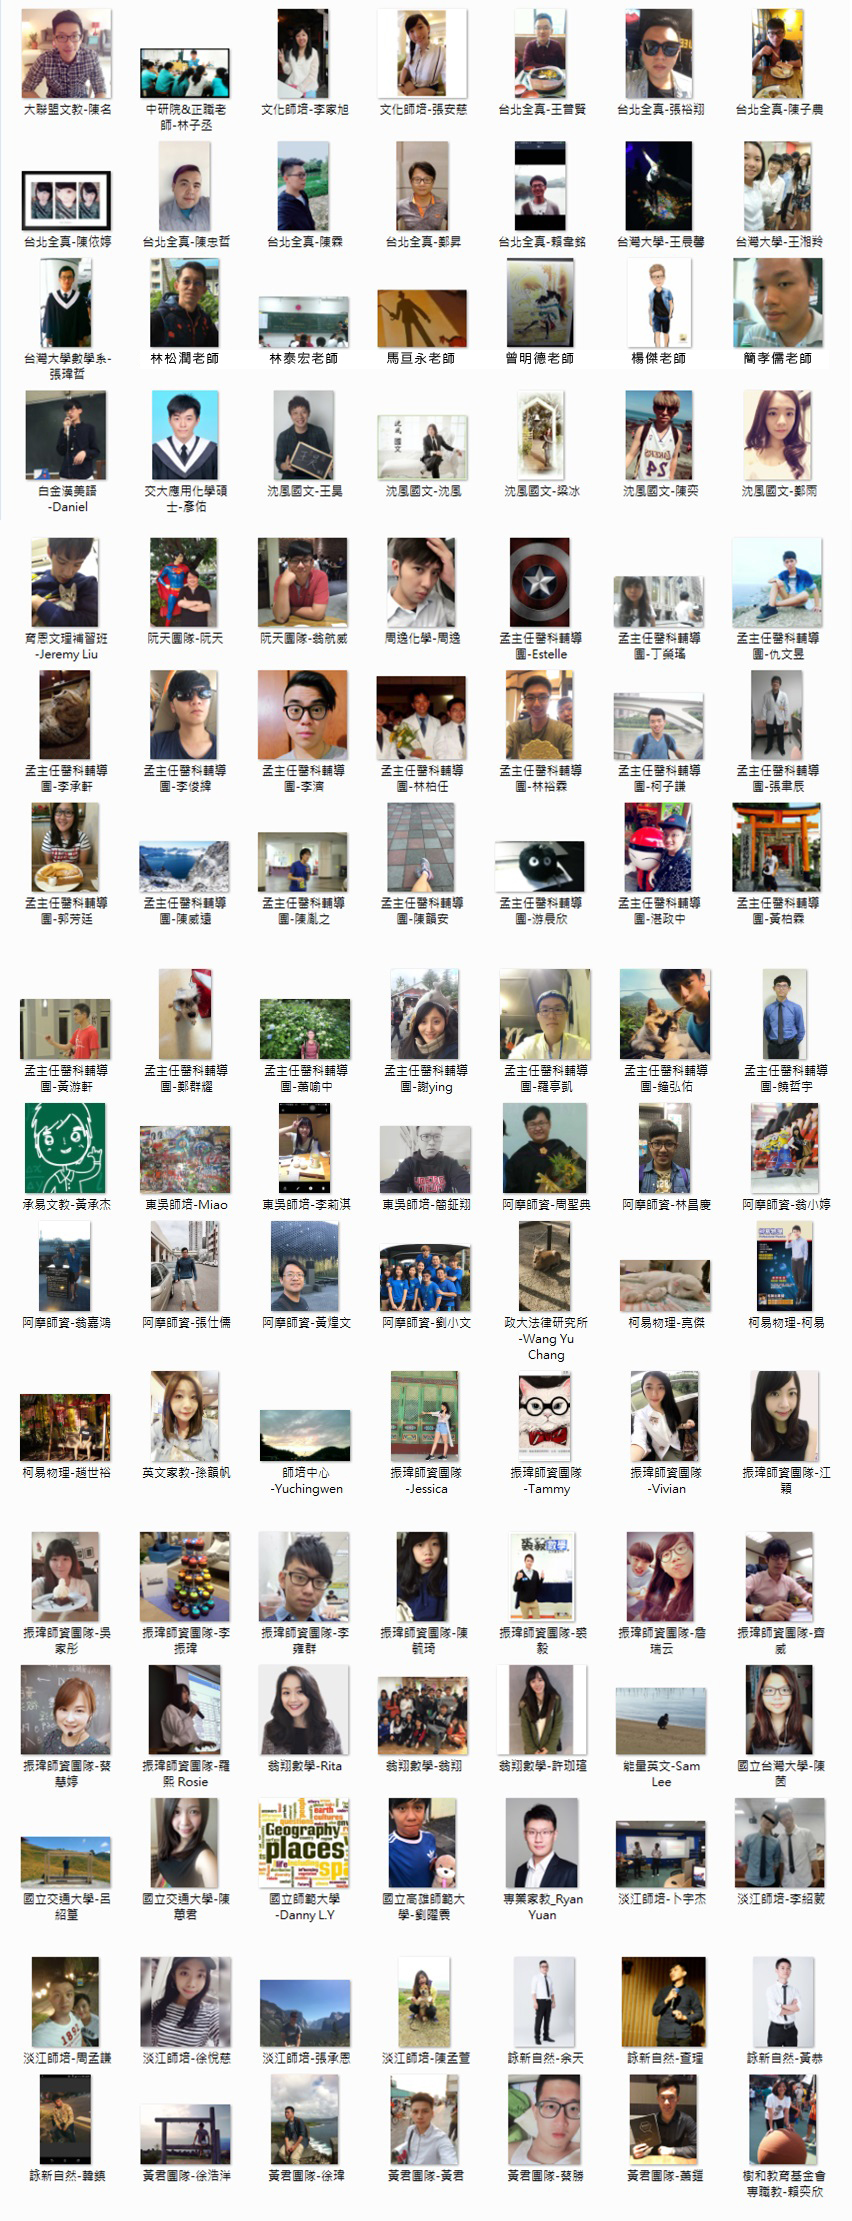 大聯盟文教-陳名
中研院&正職老
師-林子丞
文化師培-李家旭
文化師培-張安慈
台北全真-王曾賢
台北全真-張裕翔
台北全真-陳子農
台北全真-陳依婷
台北全真-陳忠哲
台北全真-陳霖
台北全真-鄭昇
台北全真-賴韋銘
台灣大學-王辰馨
台灣大學-王湘羚
台灣大學數學系-
張瑋哲
林松濶老師
林泰宏老師
馬亘永老師
曾明德老師
楊傑老師
簡孝儒老師
白金漢美語
-Daniel
交大應用化學碩
士-彥佑
沈風國文-王昊
沈風國文-沈風
沈風國文-梁冰
沈風國文-陳奕
沈風國文-鄭雨
育恩文理補習班
-Jeremy Liu
阮天團隊-阮天
阮天團隊-翁航威
周逸化學-周逸
孟主任醫科輔導
團-Estelle
孟主任醫科輔導
團-丁榮瑤
孟主任醫科輔導
團-仇文昱
孟主任醫科輔導
團-李承軒
孟主任醫科輔導
團-李俊諱
孟主任醫科輔導
團-李濱
孟主任醫科輔導
團-林柏任
孟主任醫科輔導
團-林裕霖
孟主任醫科輔導
團-柯子謙
孟主任醫科輔導
團-張聿辰
孟主任醫科輔導
團-郭芳廷
孟主任醫科輔導
團-陳威遠
孟主任醫科輔導
團-陳胤之
孟主任醫科輔導
團-陳韻安
孟主任醫科輔導
團-游晨欣
孟主任醫科輔導
團-湛政中
孟主任醫科輔導
團-黃柏霖
孟主任醫科輔導
團-黃游軒
孟主任醫科輔導
團-鄭群耀
孟主任醫科輔導
團-蕭喻中
孟主任醫科輔導
團-謝ying
孟主任醫科輔導
團-羅亭凱
孟主任醫科輔導
團-鐘弘佑
孟主任醫科輔導
團-饒哲宇
承易文教-黃承杰
東吳師培-Miao
東吳師培-李莉淇
東吳師培-簡鉦翔
阿摩師資-周聖典
阿摩師資-林昌慶
阿摩師資-翁小婷
阿摩師資-翁嘉鴻
阿摩師資-張仕儒
阿摩師資-黃煌文
阿摩師資-劉小文
政大法律研究所
-Wang Yu
Chang
柯易物理-亮傑
柯易物理-柯易
柯易物理-趙世裕
英文家教-孫韻帆
師培中心
-Yuchingwen
振瑋師資團隊
-Jessica
振瑋師資團隊
-Tammy
振瑋師資團隊
-Vivian
振瑋師資團隊-江
穎
振瑋師資團隊-吳
家彤
振瑋師資團隊-李
振瑋
振瑋師資團隊-李
雍群
振瑋師資團隊-陳
毓琦
振瑋師資團隊-裘
毅
振瑋師資團隊-詹
瑞云
振瑋師資團隊-齊
威
振瑋師資團隊-蔡
慧婷
振瑋師資團隊-羅
熙 Rosie
翁翔數學-Rita
翁翔數學-翁翔
翁翔數學-許珈瑄
能量英文-Sam
Lee
國立台灣大學-陳
茵
國立交通大學-呂
紹篁
國立交通大學-陳
蕙君
國立師範大學
-Danny L.Y
國立高雄師範大
學-劉曜震
專業家教_Ryan
Yuan
淡江師培-卜宇杰
淡江師培-李紹葳
淡江師培-周孟謙
淡江師培-徐悅慈
淡江師培-張承恩
淡江師培-陳孟萱
詠新自然-余天
詠新自然-查理
詠新自然-黃恭
詠新自然-韓鐃
黃君團隊-徐浩洋
黃君團隊-徐瑋
黃君團隊-黃君
黃君團隊-蔡勝
黃君團隊-蕭鎧
樹和教育基金會
專職教-賴奕欣